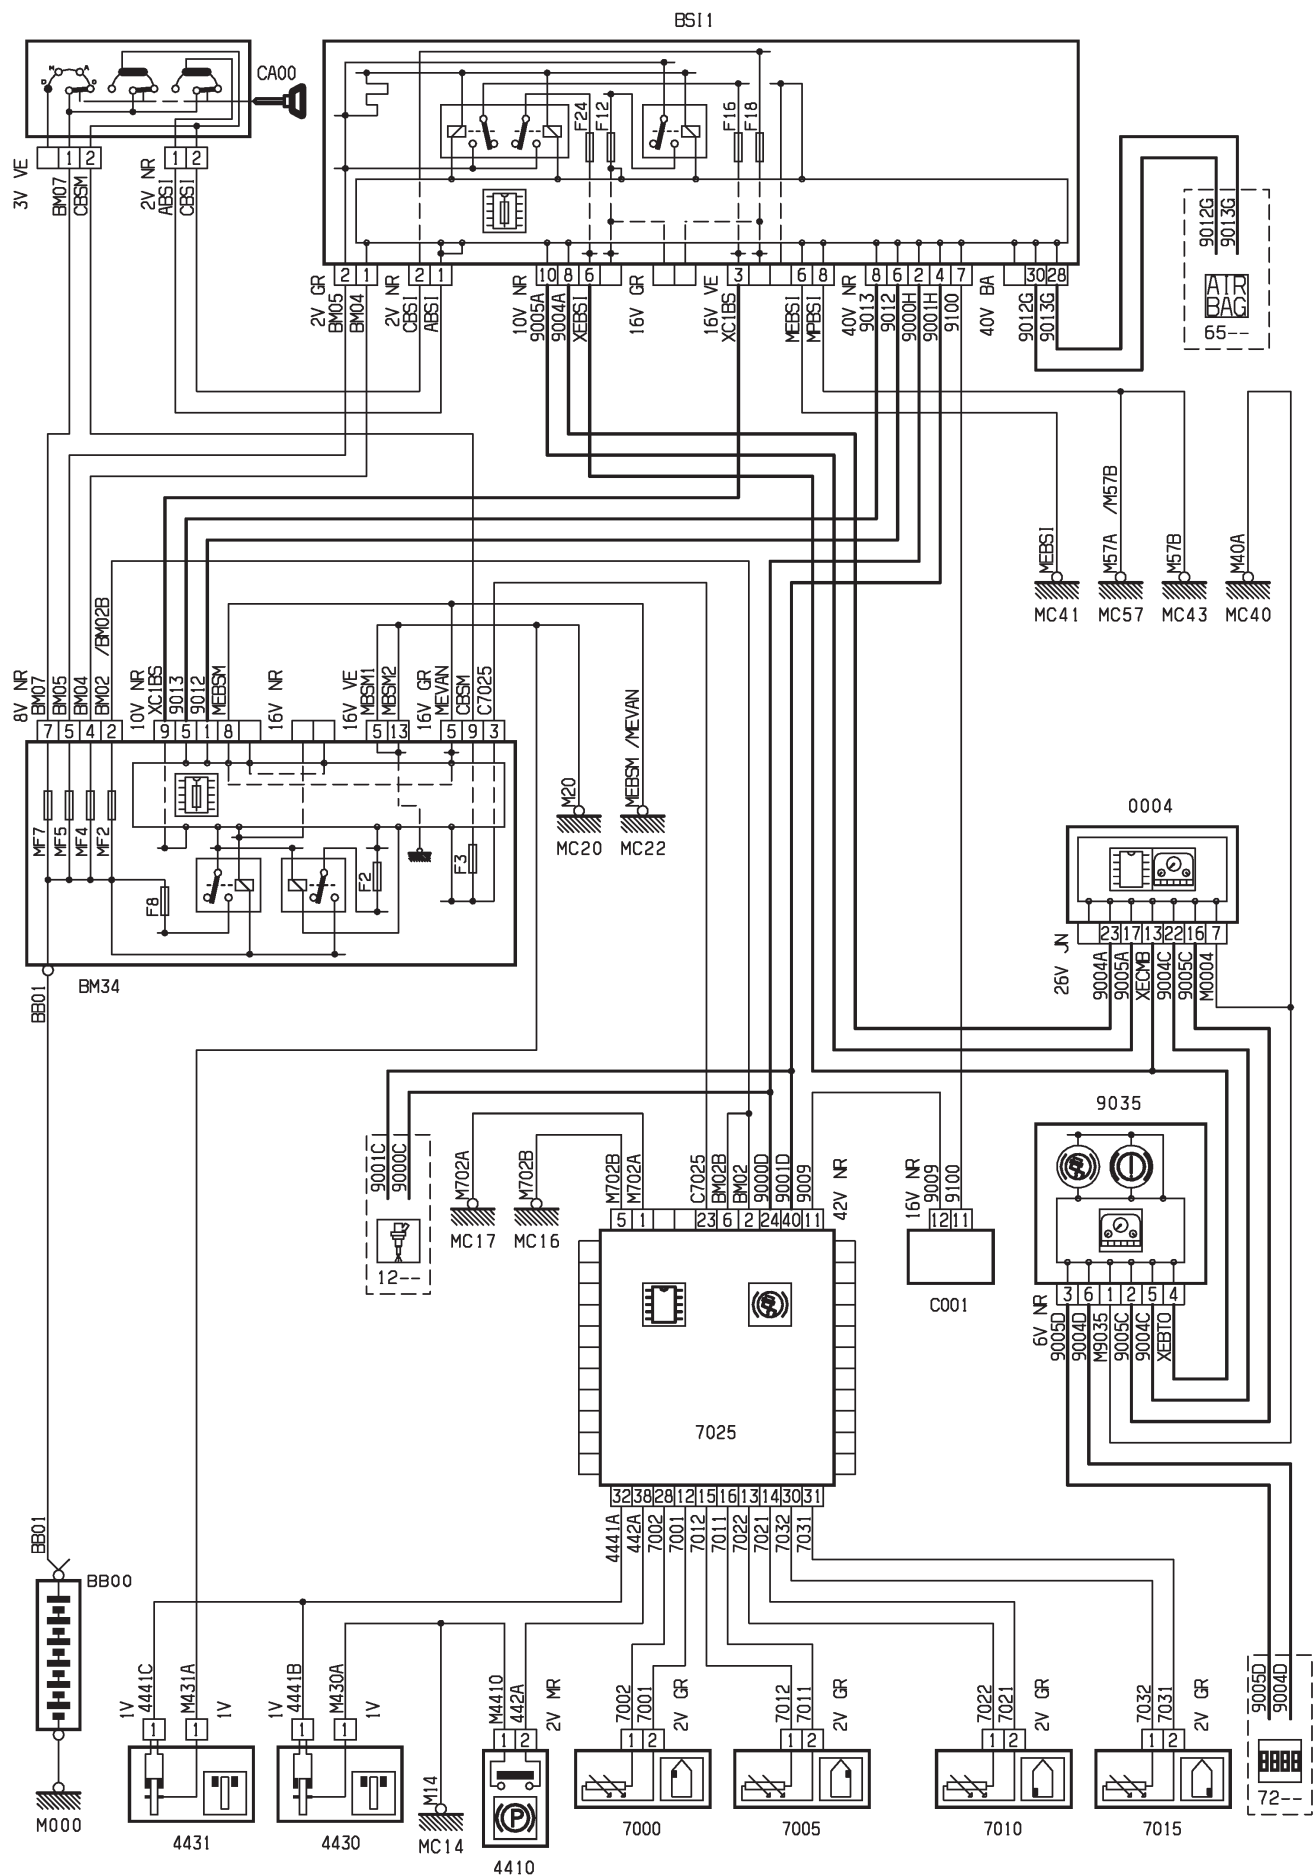 BSI1
CA00
D N A D
F24
F12
F16
F18
3V VE
1 2
BM07
CBSM
2V NR
1 2
ABSI
CBSI
2V GR
2 1
BM05
BM04
2V NR
2 1
CBSI
ABSI
10V NR
10 8 6
9005A
9004A
XEBSI
16V GR
16V VE
3
XC1BS
6 8
MEBSI
MPBSI
40V NR
8 6 2 4 7
9013
9012
9000H
9001H
9100
40V BA
30 28
9012G
9013G
9012G
9013G
AIR
BAG
65--
MEBSI
M57A /M57B
M57B
M40A
MC41
MC57
MC43
MC40
8V NR
BM07
BM05
BM04
BM02 /BM02B
7 5 4 2
10V NR
XC1BS
9013
9012
MEBSM
9 5 1 8
16V NR
16V VE
MBSM1
MBSM2
5 13
16V GR
MEVAN
CBSM
C7025
5 9 3
MF7
MF5
MF4
MF2
F8
F2
F3
BM34
BB01
M20
MEBSM /MEVAN
MC20
MC22
0004
26V JN
23 17 13 22 16 7
9004A
9005A
XECMB
9004C
9005C
M0004
9035
6V NR
3 6 1 2 5 4
9005D
9004D
M9035
9005C
9004C
XEBTO
9001C
9000C
12--
M702A
M702B
MC17
MC16
M702B
M702A
C7025
BM02B
BM02
9000D
9001D
9009
42V NR
5 1 23 6 2 24 40 11
16V NR
9009
9100
12 11
C001
7025
32 38 28 12 15 16 13 14 30 31
4441A
442A
7002
7001
7012
7011
7022
7021
7032
7031
BB01
BB00
M000
1V
4441C
M431A
1V
1 1
4431
1V
4441B
M430A
1V
1 1
4430
M14
MC14
M4410
442A
2V MR
1 2
P
4410
7002
7001
2V GR
1 2
7000
7012
7011
2V GR
1 2
7005
7022
7021
2V GR
1 2
7010
7032
7031
2V GR
1 2
7015
9005D
9004D
8888
72--